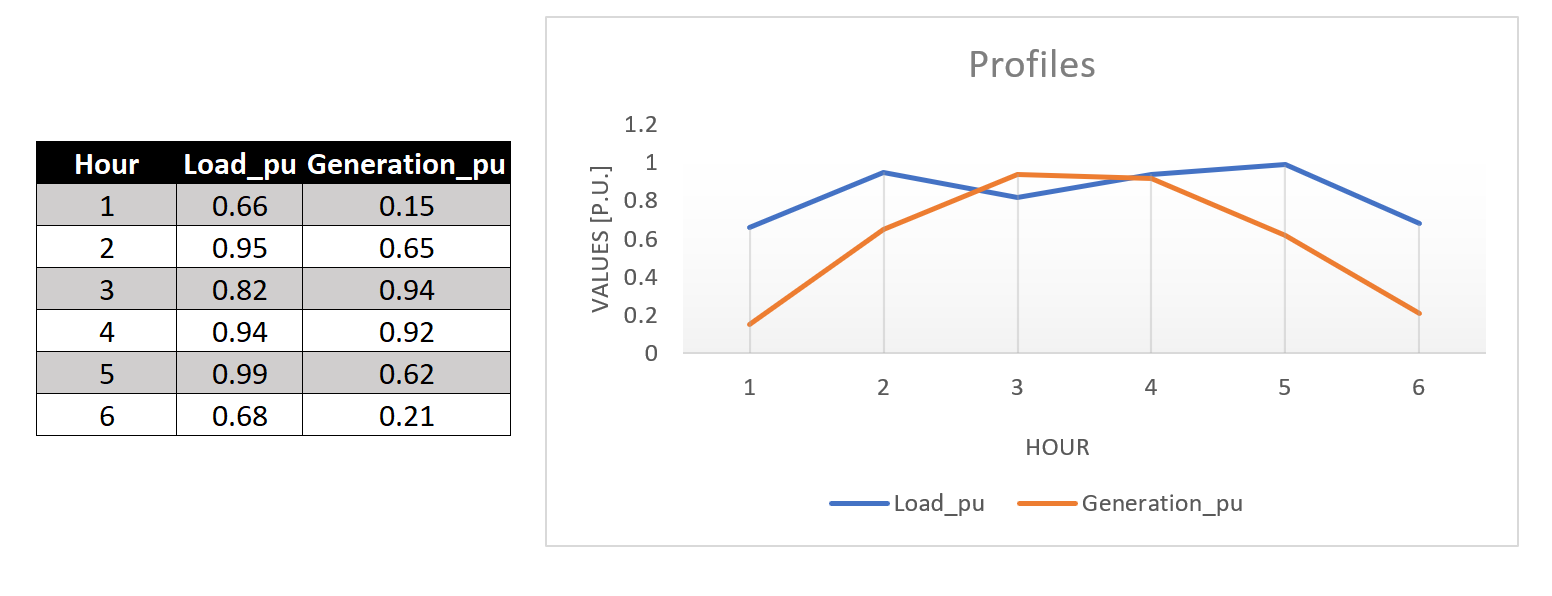 Hour Load_pu Generation_pu
1 0.66 0.15
2 0.95 0.65
3 0.82 0.94
4 0.94 0.92
5 0.99 0.62
6 0.68 0.21
Profiles
VALUES [P.U.]
1.2
1
0.8
0.6
0.4
0.2
0
1 2 3 4 5 6
HOUR
Load_pu Generation_pu